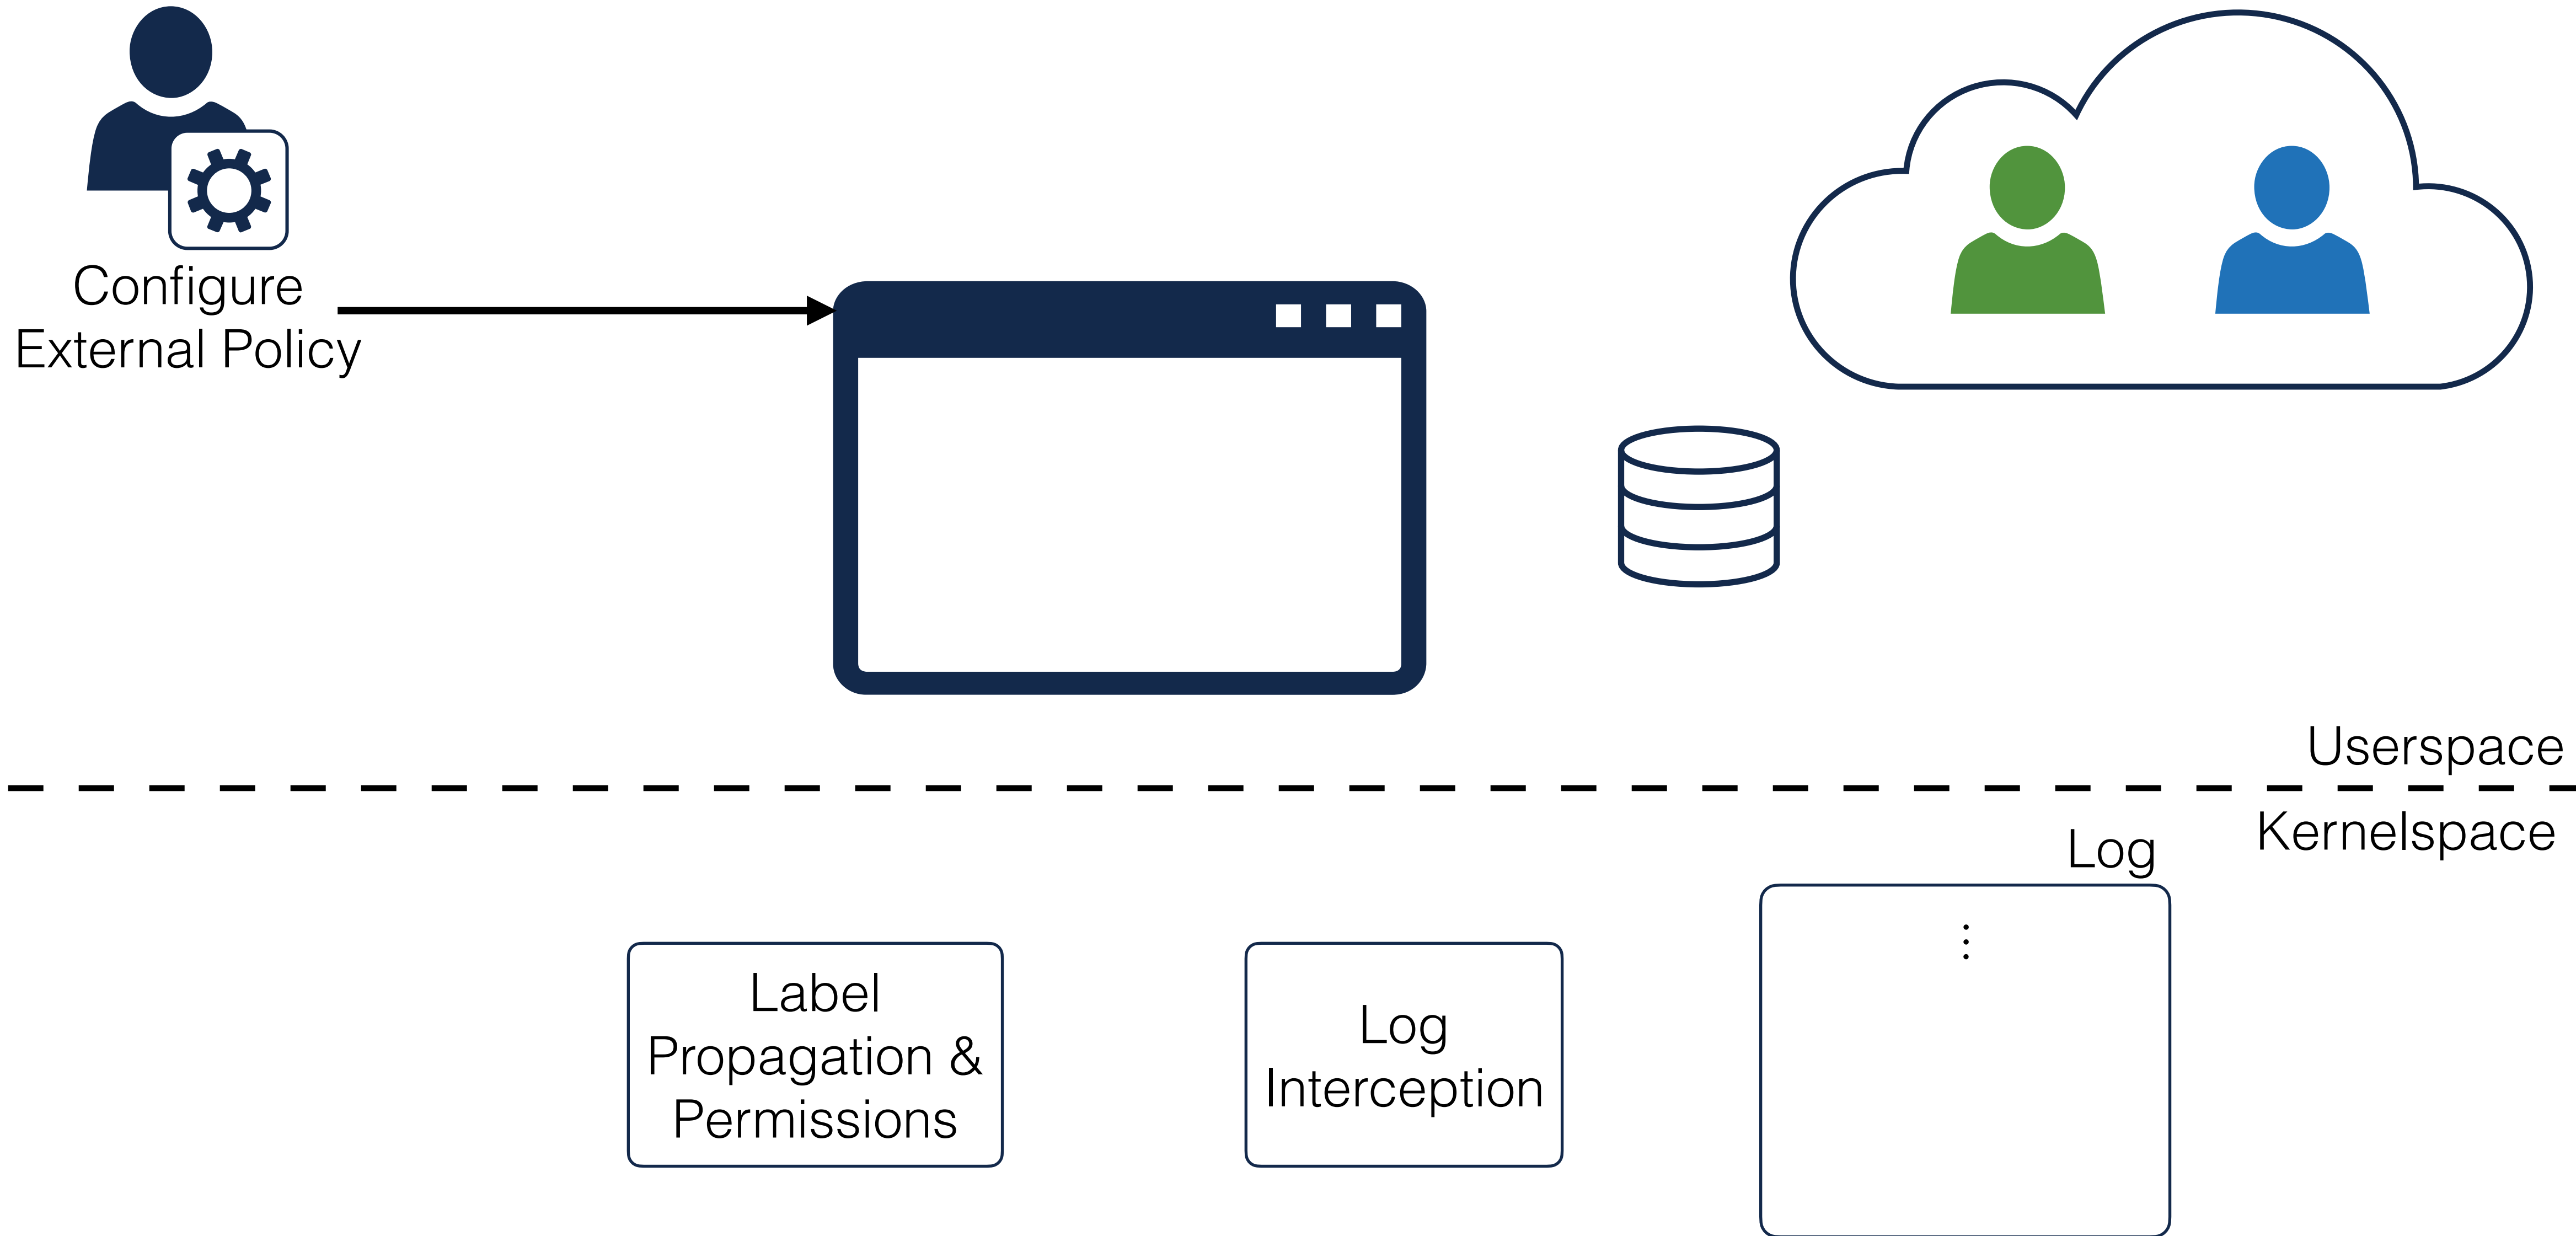 Configure
External Policy
Userspace
Kernelspace
Log
⋮
Label
Propagation &
Permissions
Log
Interception